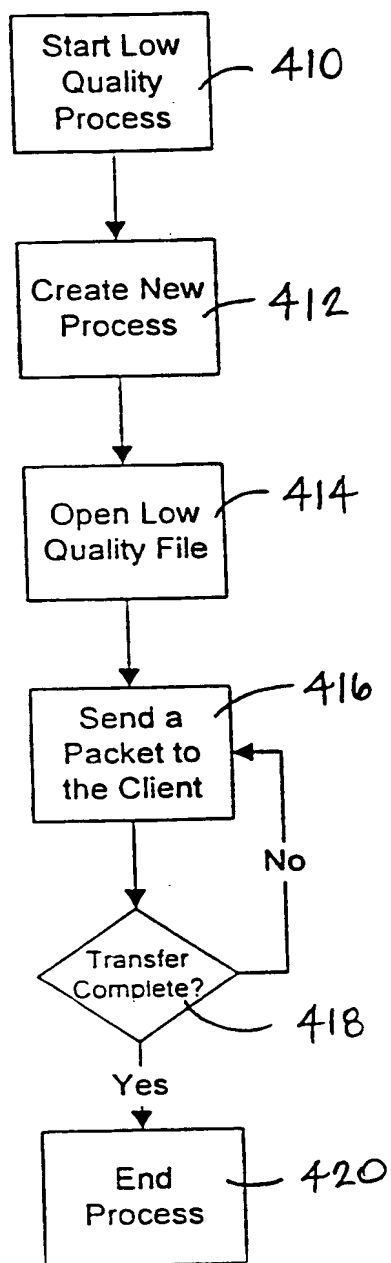 Start Low
Quality
Process
410
Create New
Process
412
Open Low
Quality File
414
Send a
Packet to
the Client
416
No
Transfer
Complete?
418
Yes
End
Process
420